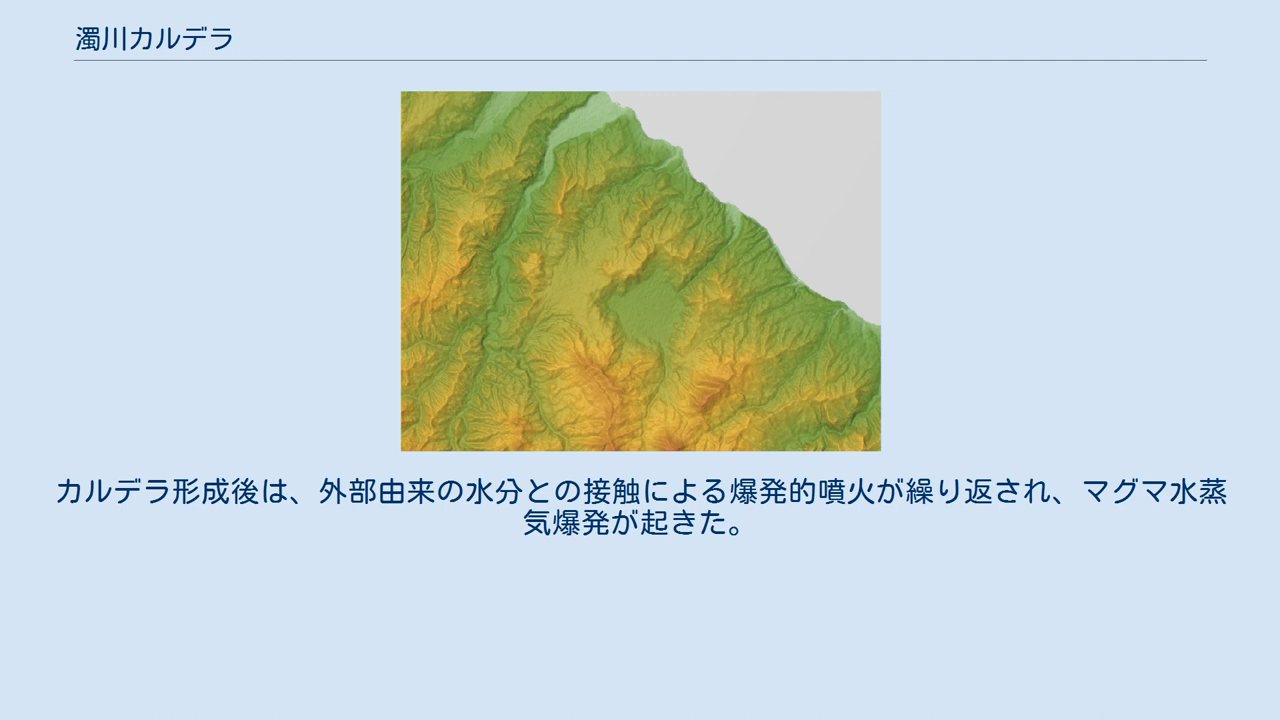 濁川カルデラ
カルデラ形成後は、外部由来の水分との接触による爆発的噴火が繰り返され、マグマ水蒸
気爆発が起きた。